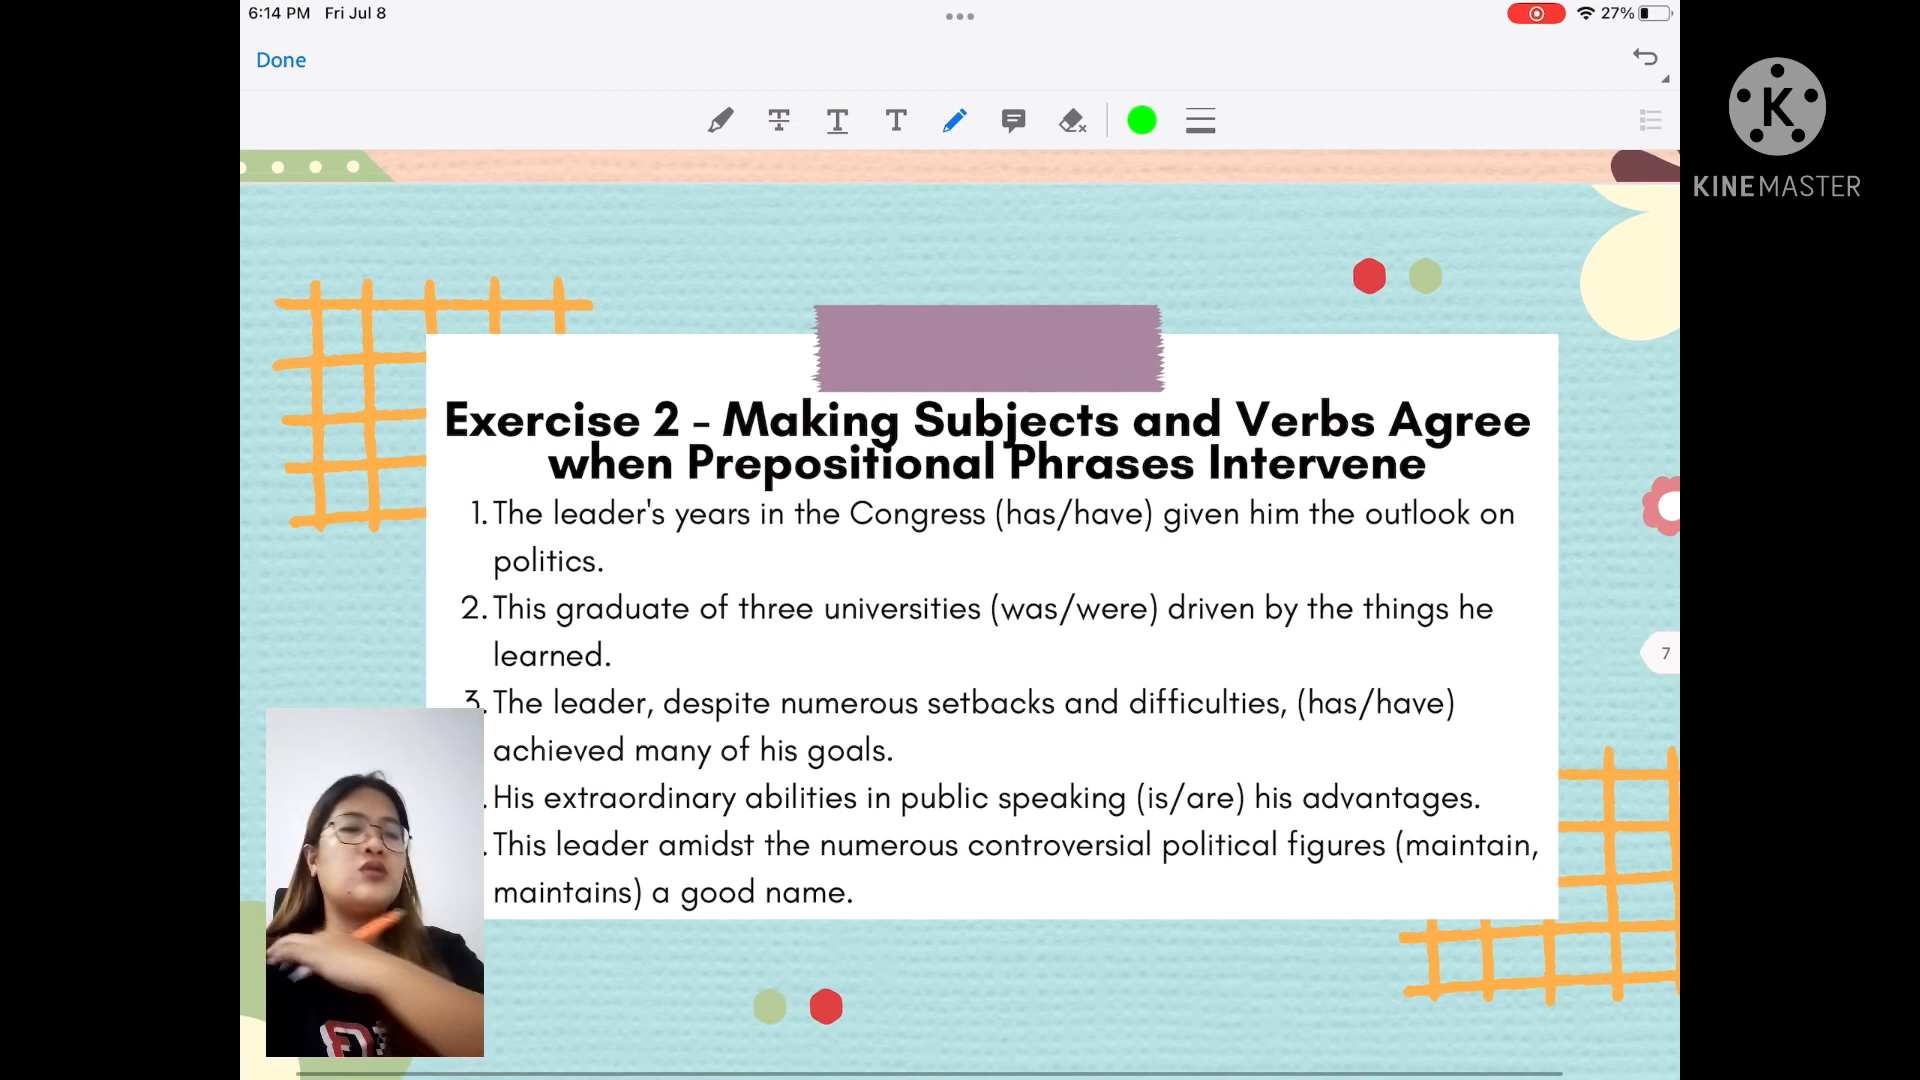 6:14 PM Fri Jul 8
27%
Done
T T T
K
KINEMASTER
Exercise 2 - Making Subjects and Verbs Agree
when Prepositional Phrases Intervene
1. The leader's years in the Congress (has/have) given him the outlook on
politics.
2. This graduate of three universities (was/were) driven by the things he
learned.
7
3. The leader, despite numerous setbacks and difficulties, (has/have)
achieved many of his goals.
. His extraordinary abilities in public speaking (is/are) his advantages.
. This leader amidst the numerous controversial political figures (maintain,
maintains) a good name.